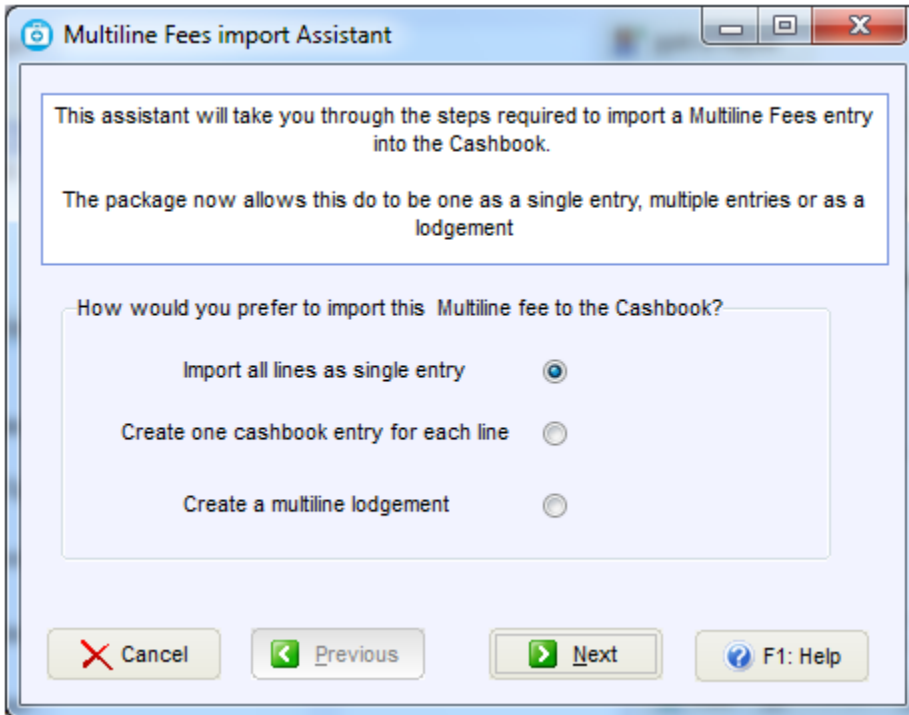 Multiline Fees import Assistant
This assistant will take you through the steps required to import a Multiline Fees entry
into the Cashbook.
The package now allows this do to be one as a single entry, multiple entries or as a
lodgement
How would you prefer to import this Multiline fee to the Cashbook?
Import all lines as single entry
Create one cashbook entry for each line
Create a multiline lodgement
Cancel
Previous
Next
F1: Help